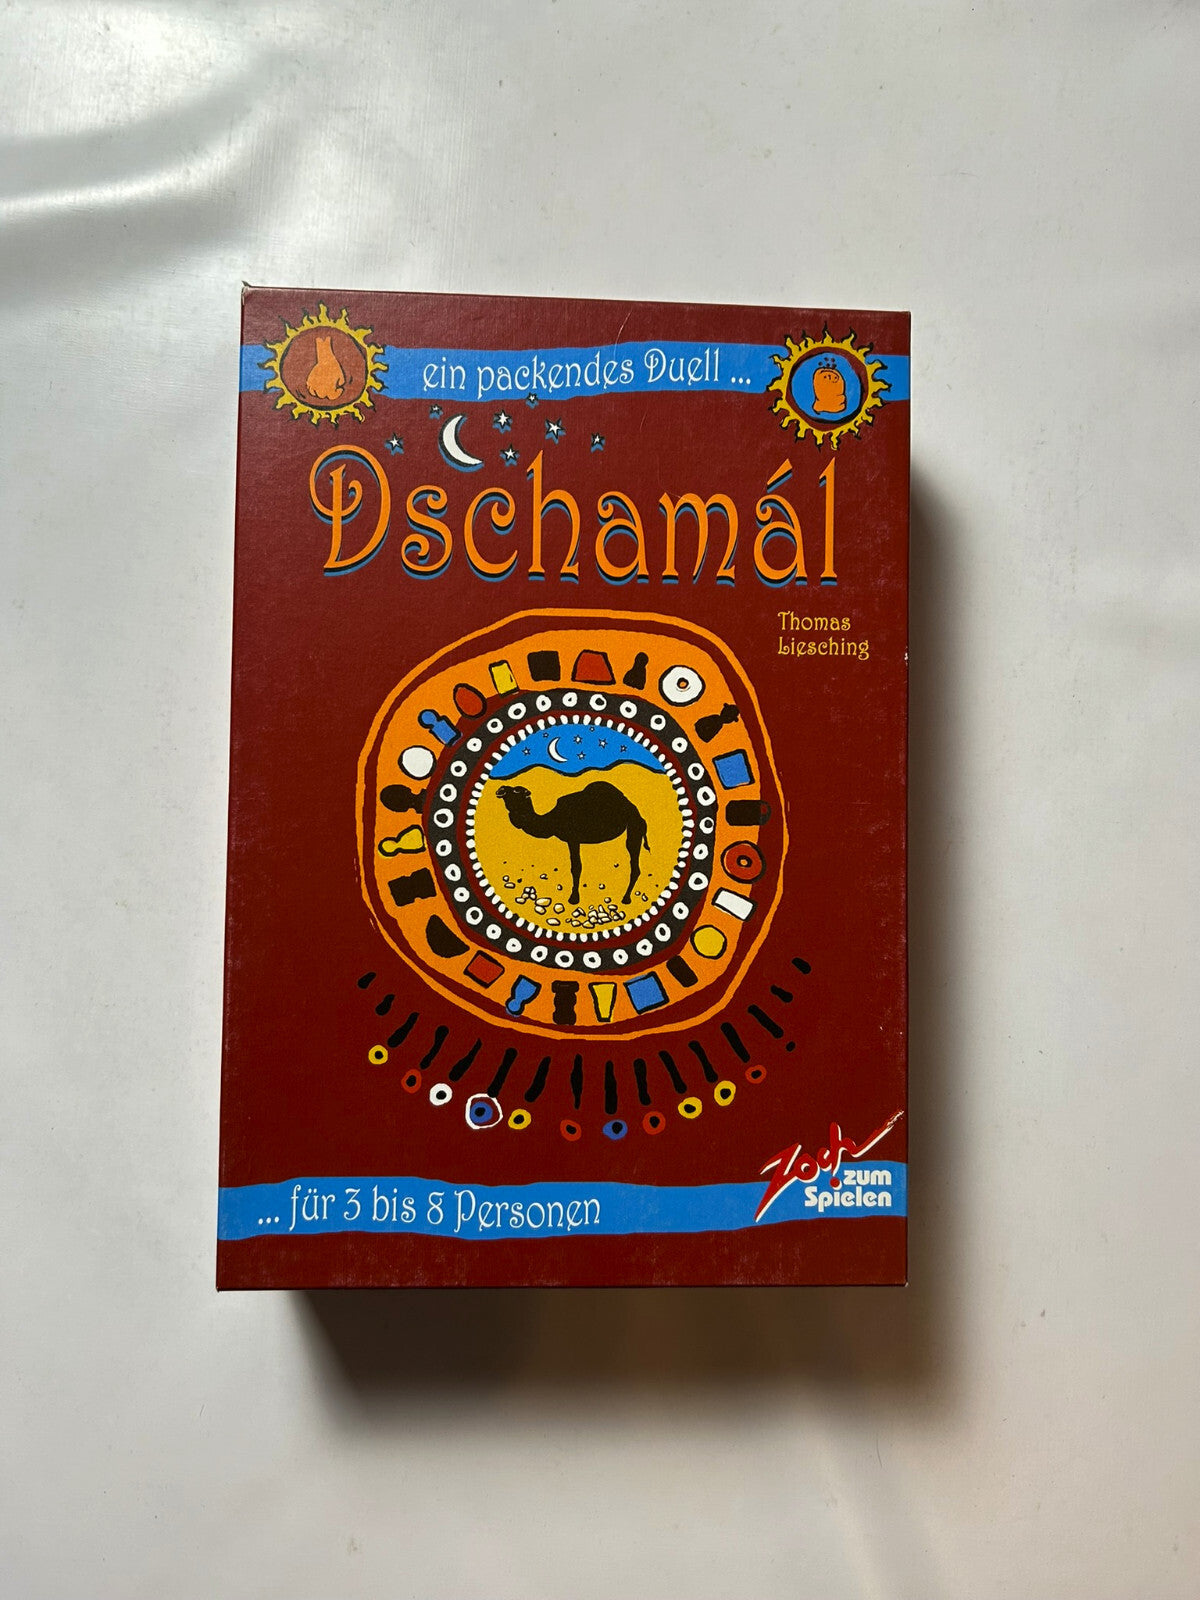 ein packendes Duell ...
Dschamál
Thomas
Liesching
Zoch
zum
Spielen
... für 3 bis 8 Personen